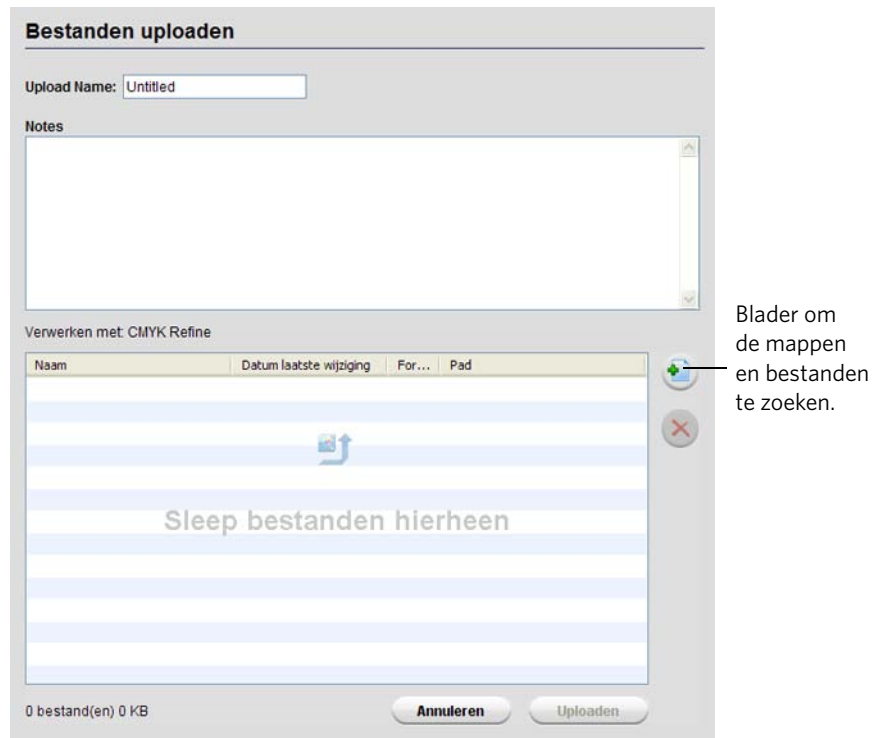 Bestanden uploaden
Upload Name: Untitled
Notes
Verwerken met: CMYK Refine
Naam Datum laatste wijziging For... Pad
Sleep bestanden hierheen
0 bestand(en) 0 KB Annuleren Uploaden
Blader om
de mappen
en bestanden
te zoeken.